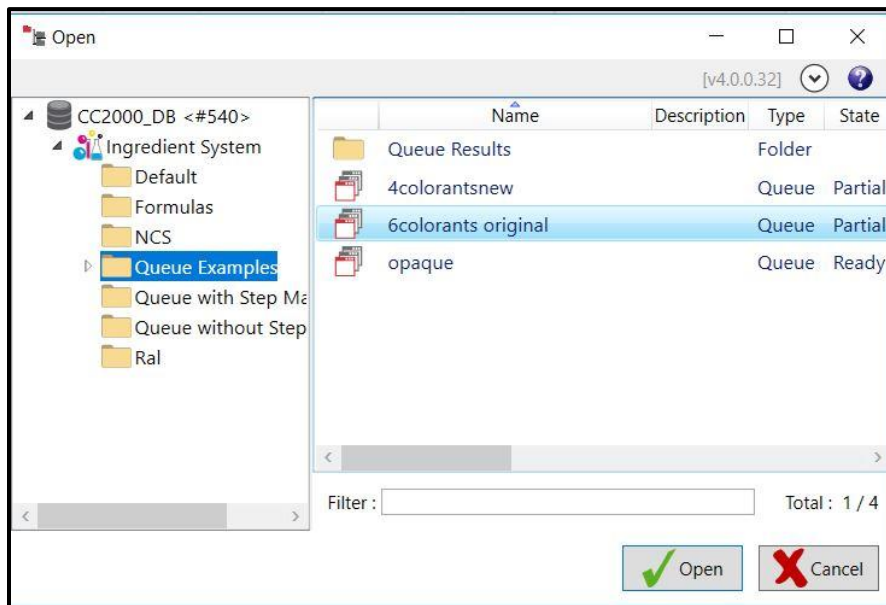 Open
[v4.0.0.32]
CC2000_DB <#540>
Ingredient System
Default
Formulas
NCS
Queue Examples
Queue with Step Ma
Queue without Step
Ral
Name Description Type State
Queue Results Folder
4colorantsnew Queue Partial
6colorants original Queue Partial
opaque Queue Ready
Filter : Total : 1 / 4
Open Cancel